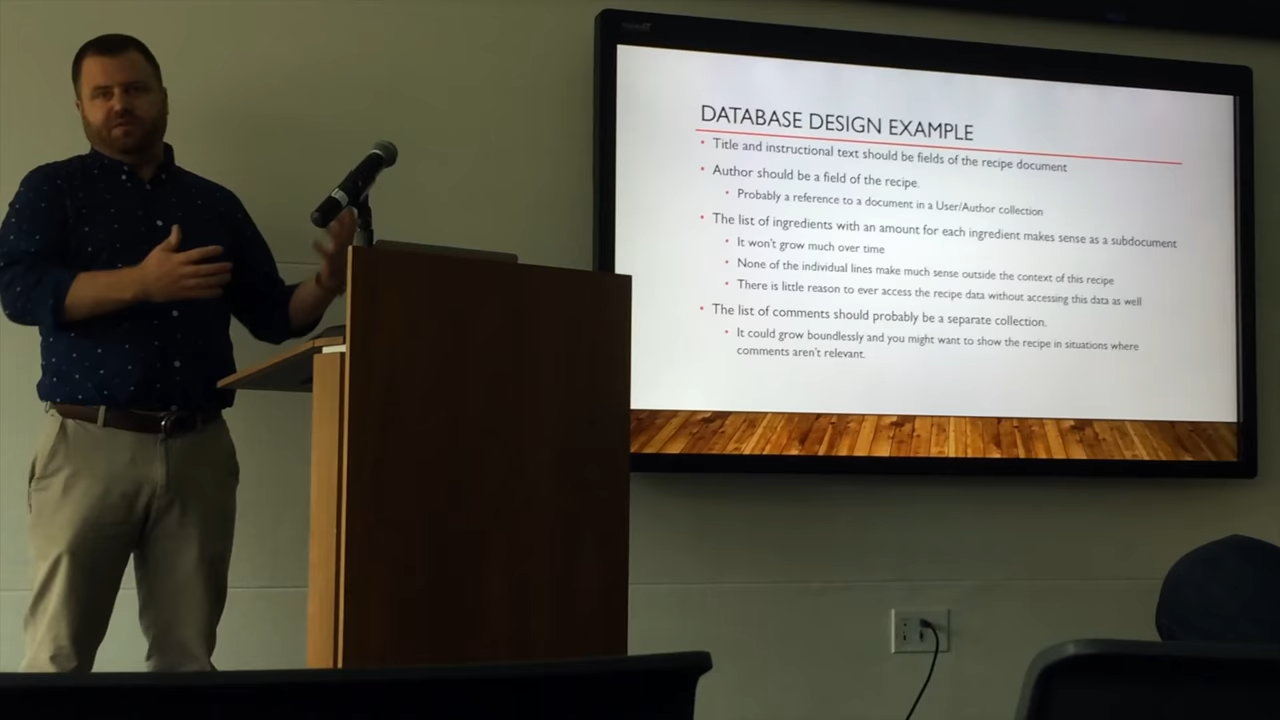 DATABASE DESIGN EXAMPLE
• Title and instructional text should be fields of the recipe document
• Author should be a field of the recipe.
• Probably a reference to a document in a User/Author collection
• The list of ingredients with an amount for each ingredient makes sense as a subdocument
• It won't grow much over time
• None of the individual lines make much sense outside the context of this recipe
• There is little reason to ever access the recipe data without accessing this data as well
• The list of comments should probably be a separate collection.
• It could grow boundlessly and you might want to show the recipe in situations where
comments aren't relevant.